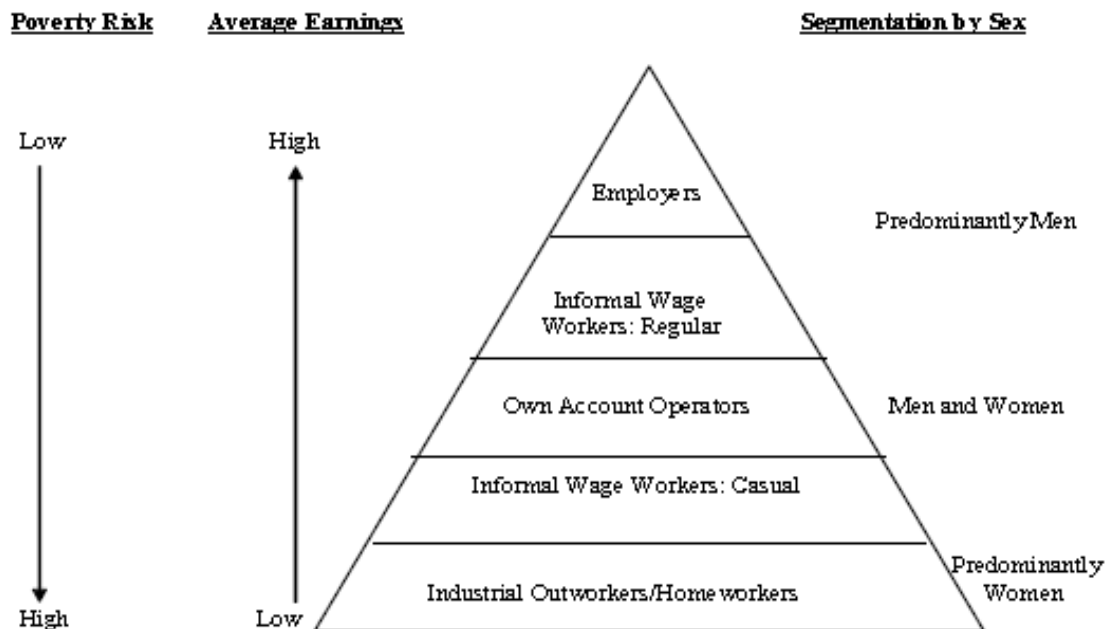 Poverty Risk
Average Earnings
Segmentation by Sex
Low
High
Employers
Predominantly Men
Informal Wage
Workers: Regular
Own Account Operators
Men and Women
Informal Wage Workers: Casual
Industrial Outworkers/Homeworkers
Predominantly
Women
High
Low